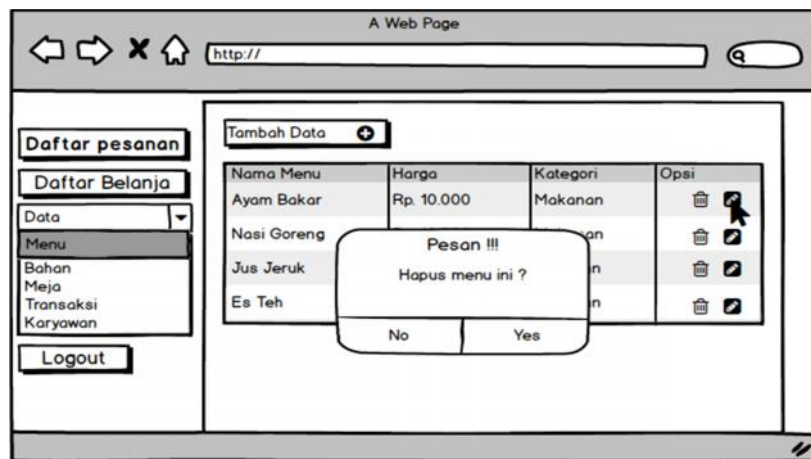 A Web Page
http://
Daftar pesanan
Daftar Belanja
Data
Menu
Bahan
Meja
Transaksi
Karyawan
Logout
Tambah Data
Nama Menu Harga Kategori Opsi
Ayam Bakar Rp. 10.000 Makanan
Nasi Goreng
Jus Jeruk
Es Teh
Pesan !!!
Hapus menu ini ?
No Yes